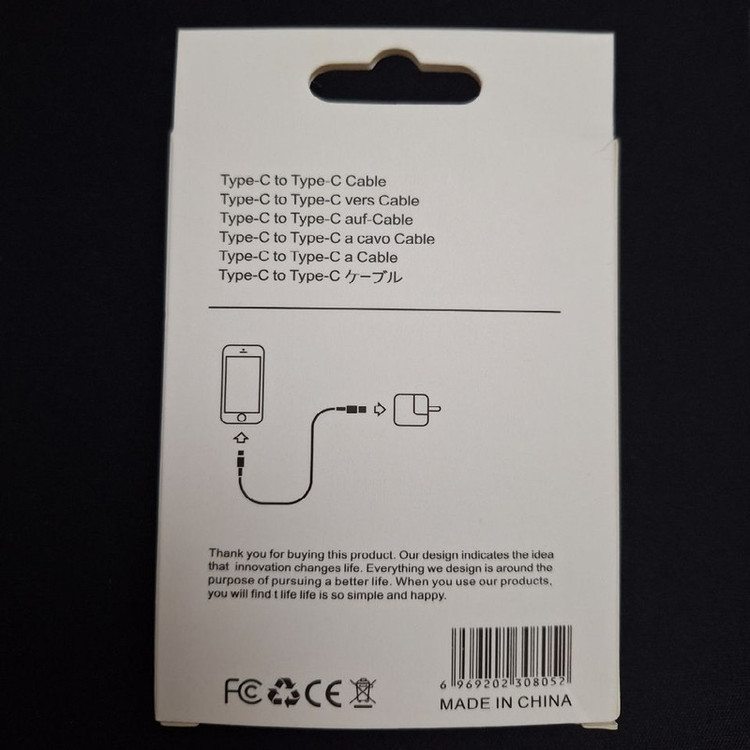 Type-C to Type-C Cable
Type-C to Type-C vers Cable
Type-C to Type-C auf-Cable
Type-C to Type-C a cavo Cable
Type-C to Type-C a Cable
Type-C to Type-C ケーブル
Thank you for buying this product. Our design indicates the idea
that innovation changes life. Everything we design is around the
purpose of pursuing a better life. When you use our products,
you will find t life life is so simple and happy.
FC CE
6 969202 308052
MADE IN CHINA